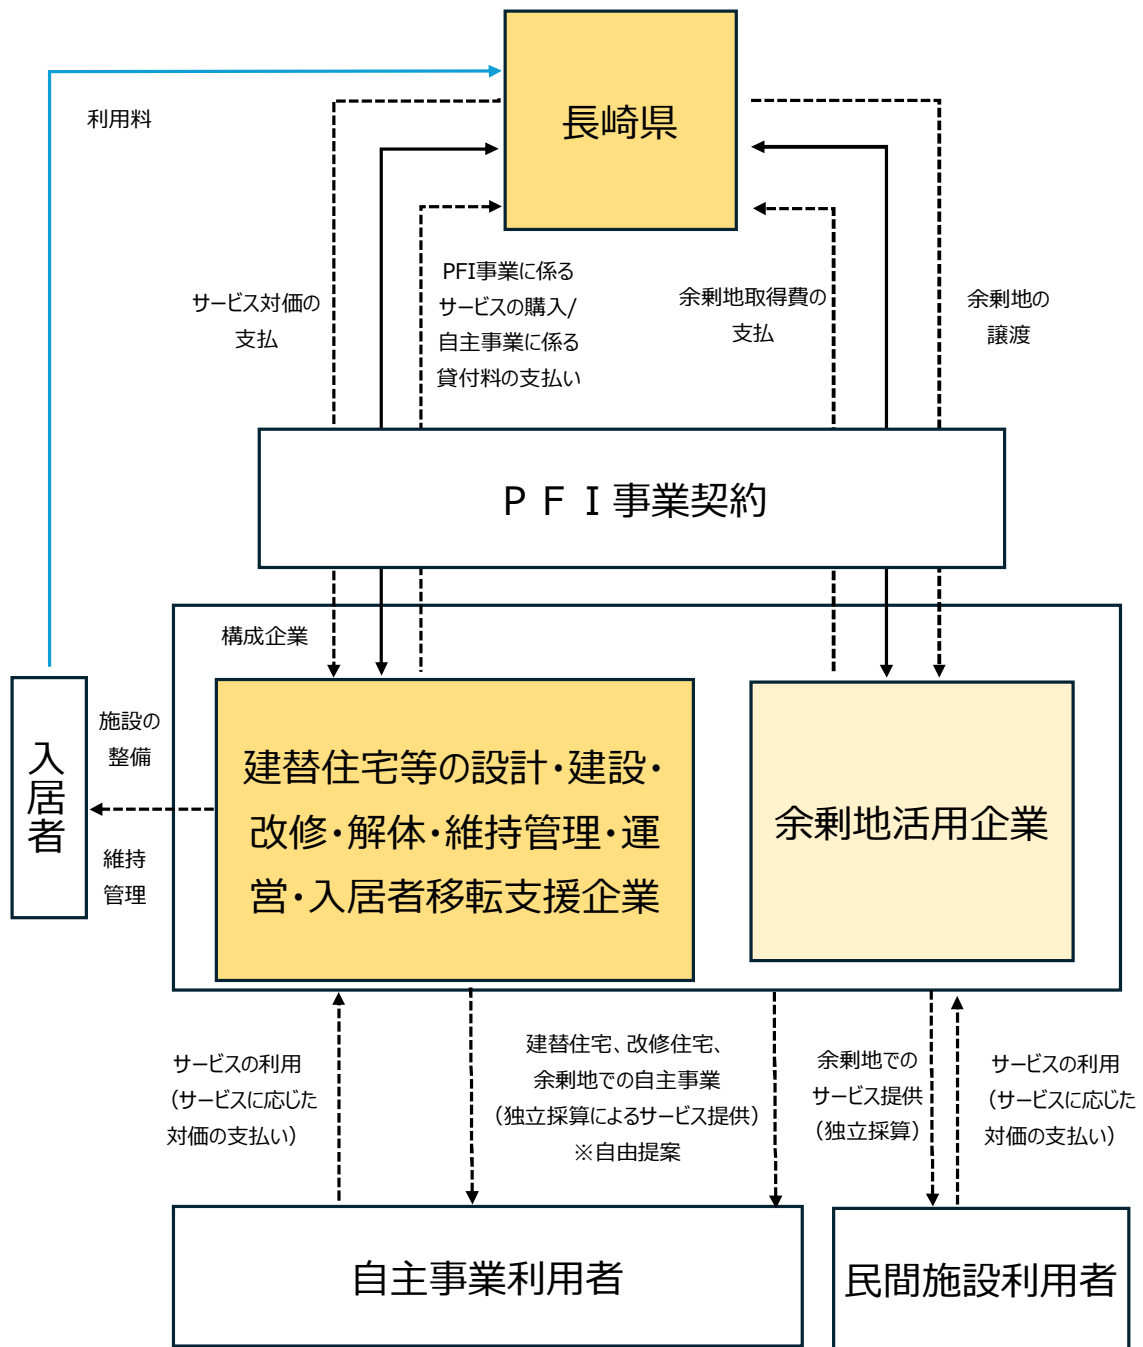 長崎県
利用料
サービス対価の
支払
PFI事業に係る
サービスの購入/
自主事業に係る
貸付料の支払い
余剰地取得費の
支払
余剰地の
譲渡
ＰＦＩ事業契約
構成企業
入居者
施設の
整備
維持
管理
建替住宅等の設計・建設・
改修・解体・維持管理・運
営・入居者移転支援企業
余剰地活用企業
サービスの利用
（サービスに応じた
対価の支払い）
建替住宅、改修住宅、
余剰地での自主事業
（独立採算によるサービス提供）
※自由提案
余剰地での
サービス提供
（独立採算）
サービスの利用
（サービスに応じた
対価の支払い）
自主事業利用者
民間施設利用者